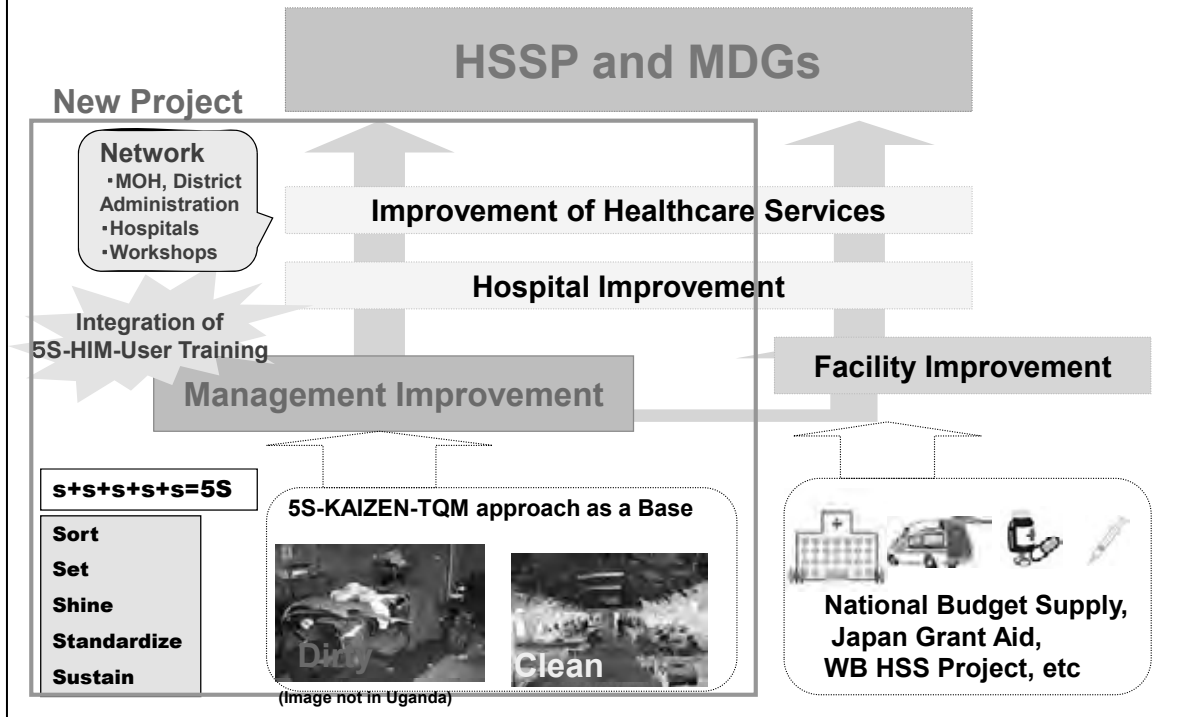 HSSP and MDGs
New Project
Network
・MOH, District
Administration
・Hospitals
・Workshops
Improvement of Healthcare Services
Hospital Improvement
Integration of
5S-HIM-User Training
Facility Improvement
Management Improvement
s+s+s+s+s=5S
Sort
Set
Shine
Standardize
Sustain
5S-KAIZEN-TQM approach as a Base
Dirty
Clean
(Image not in Uganda)
National Budget Supply,
Japan Grant Aid,
WB HSS Project, etc